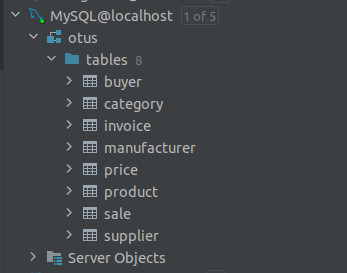 MySQL@localhost 1 of 5
otus
tables 8
buyer
category
invoice
manufacturer
price
product
sale
supplier
Server Objects